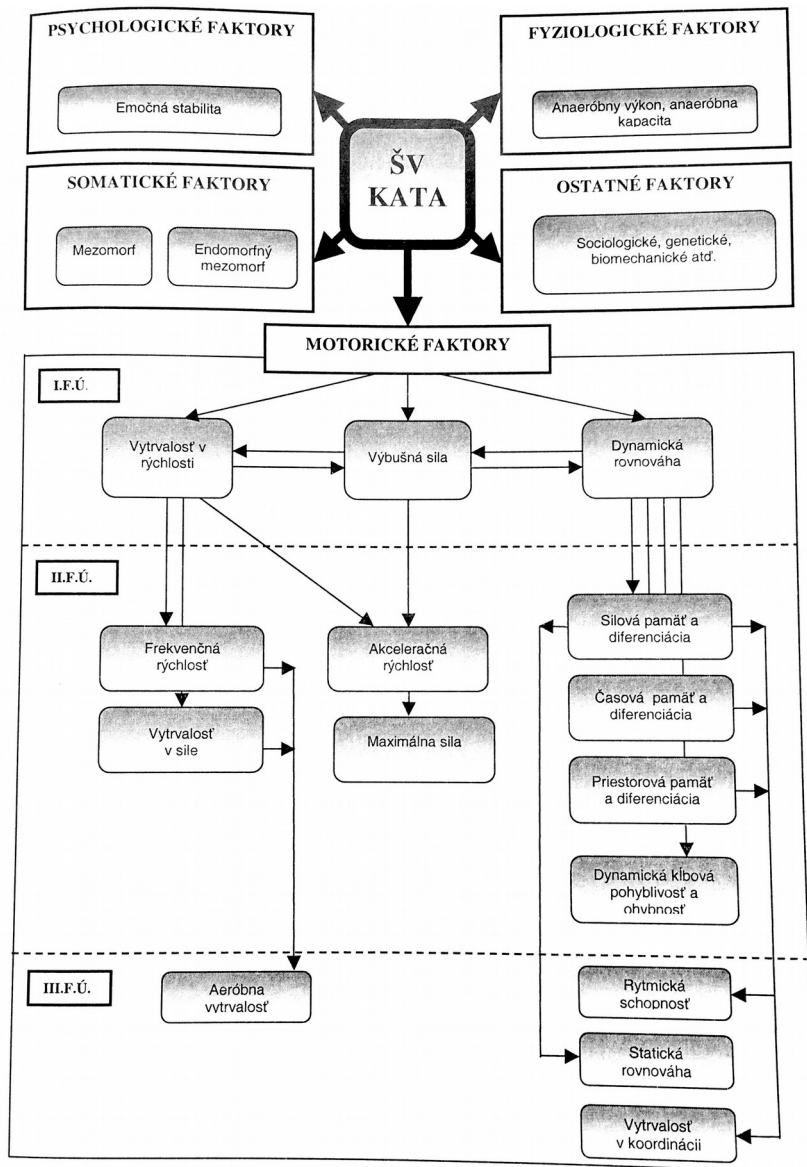 PSYCHOLOGICKÉ FAKTORY
Emočná stabilita
FYZIOLOGICKÉ FAKTORY
Anaeróbny výkon, anaeróbna
kapacita
ŠV
KATA
SOMATICKÉ FAKTORY
Mezomorf
Endomorfný
mezomorf
OSTATNÉ FAKTORY
Sociologické, genetické,
biomechanické atď.
MOTORICKÉ FAKTORY
I.F.Ú.
Vytrvalosť v
rýchlosti
Výbušná sila
Dynamická
rovnováha
II.F.Ú.
Frekvenčná
rýchlosť
Akceleračná
rýchlosť
Silová pamäť a
diferenciácia
Vytrvalosť
v sile
Maximálna sila
Časová pamäť a
diferenciácia
Priestorová pamäť
a diferenciácia
Dynamická kĺbová
pohyblivosť a
ohybnosť
III.F.Ú.
Aeróbna
vytrvalosť
Rytmická
schopnosť
Statická
rovnováha
Vytrvalosť
v koordinácii